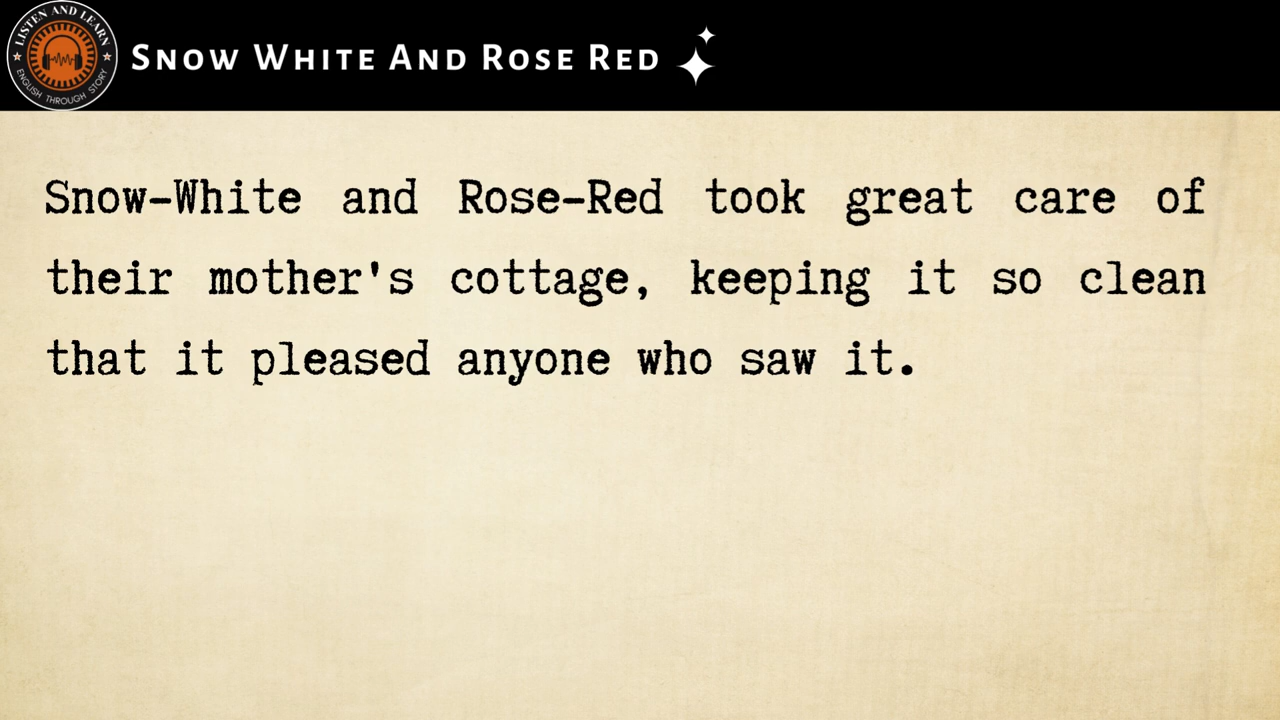 LISTEN AND LEARN
ENGLISH THROUGH STORY
Snow White And Rose Red
Snow-White and Rose-Red took great care of
their mother's cottage, keeping it so clean
that it pleased anyone who saw it.